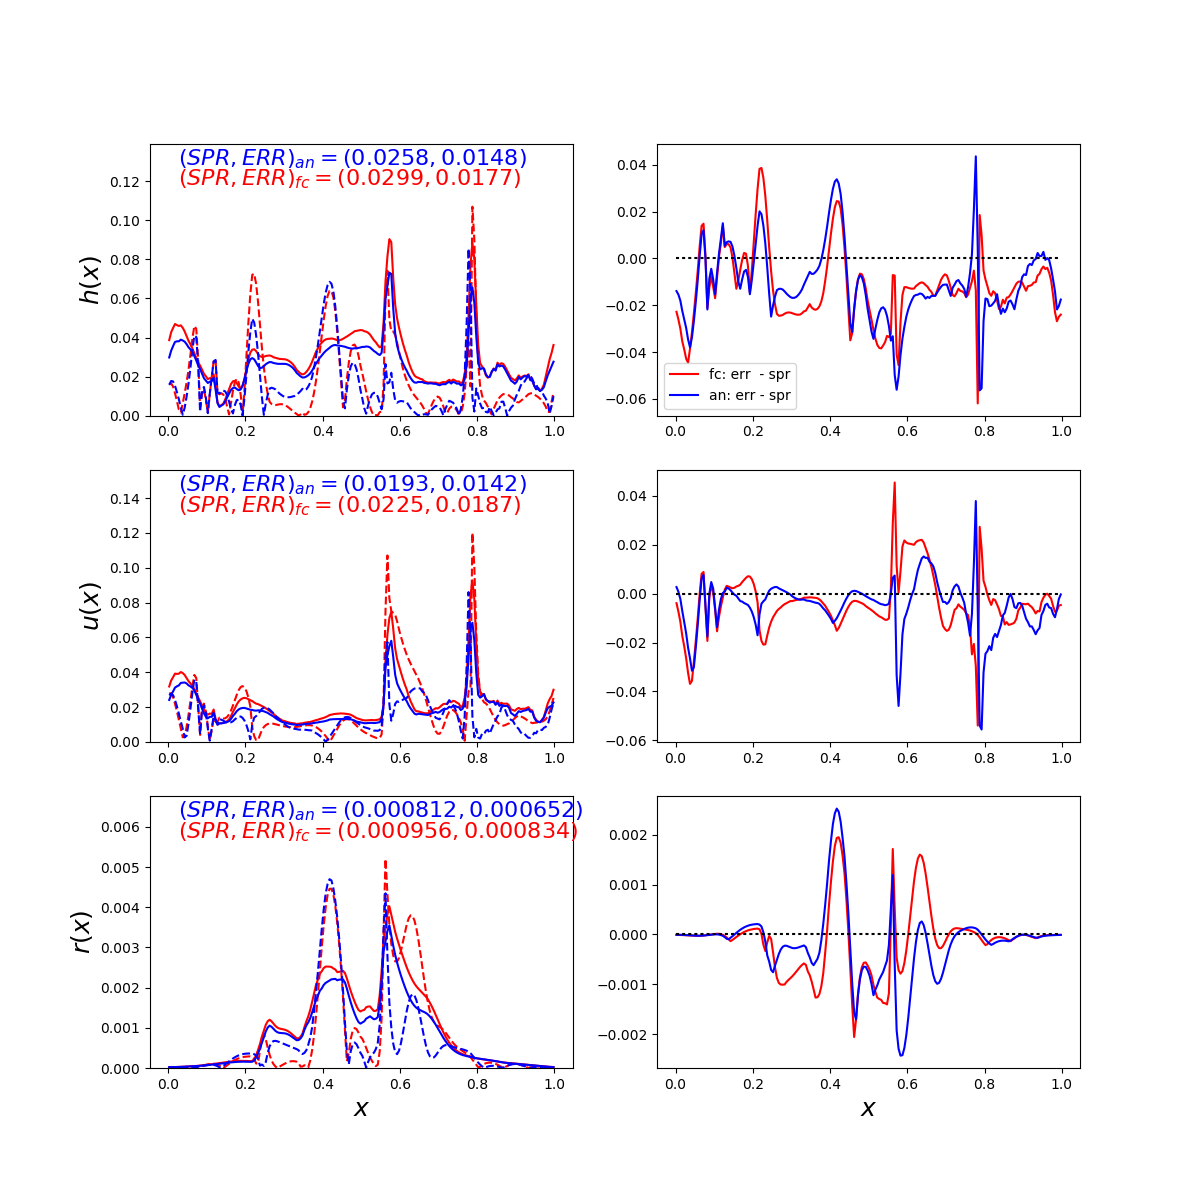 (SPR, ERR)an = (0.0258, 0.0148)
(SPR, ERR)fc = (0.0299, 0.0177)
h(x)
0.12
0.10
0.08
0.06
0.04
0.02
0.00
0.0 0.2 0.4 0.6 0.8 1.0
0.04
0.02
0.00
−0.02
−0.04
−0.06
fc: err - spr
an: err - spr
0.0 0.2 0.4 0.6 0.8 1.0
(SPR, ERR)an = (0.0193, 0.0142)
(SPR, ERR)fc = (0.0225, 0.0187)
u(x)
0.14
0.12
0.10
0.08
0.06
0.04
0.02
0.00
0.0 0.2 0.4 0.6 0.8 1.0
0.04
0.02
0.00
−0.02
−0.04
−0.06
0.0 0.2 0.4 0.6 0.8 1.0
(SPR, ERR)an = (0.000812, 0.000652)
(SPR, ERR)fc = (0.000956, 0.000834)
r(x)
0.006
0.005
0.004
0.003
0.002
0.001
0.000
0.0 0.2 0.4 0.6 0.8 1.0
x
0.002
0.001
0.000
−0.001
−0.002
0.0 0.2 0.4 0.6 0.8 1.0
x